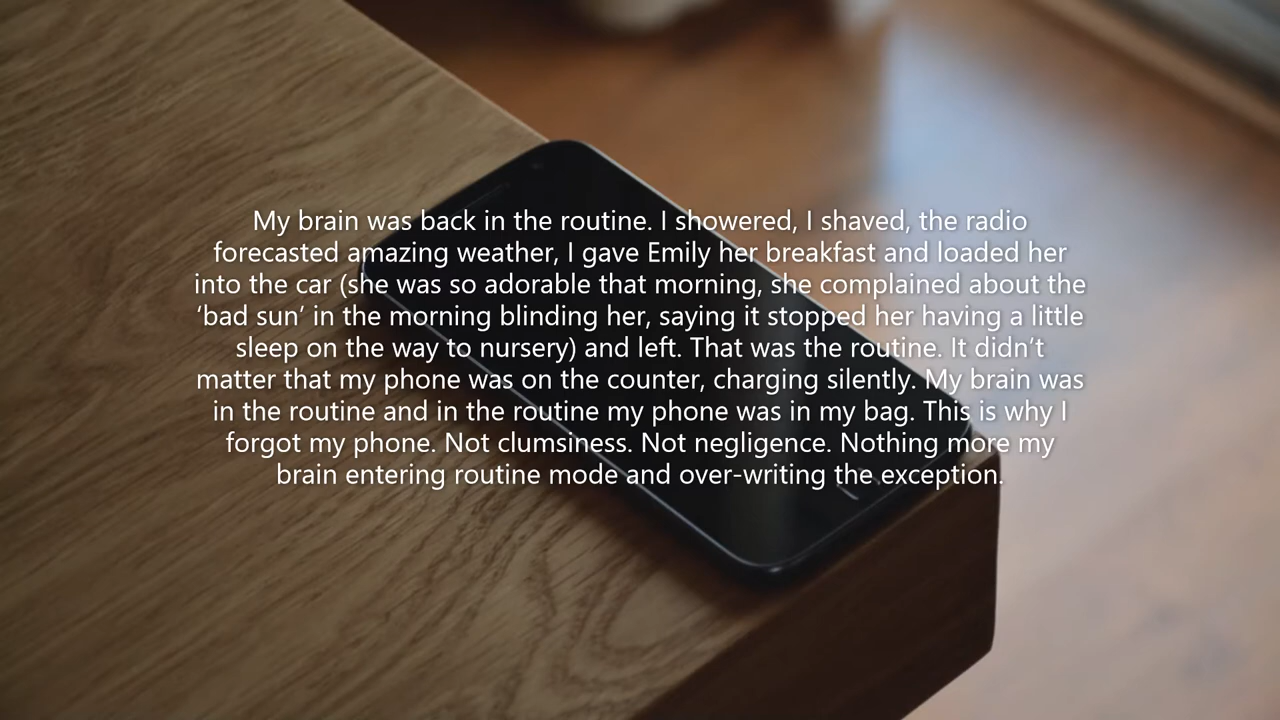 My brain was back in the routine. I showered, I shaved, the radio
forecasted amazing weather, I gave Emily her breakfast and loaded her
into the car (she was so adorable that morning, she complained about the
‘bad sun’ in the morning blinding her, saying it stopped her having a little
sleep on the way to nursery) and left. That was the routine. It didn’t
matter that my phone was on the counter, charging silently. My brain was
in the routine and in the routine my phone was in my bag. This is why I
forgot my phone. Not clumsiness. Not negligence. Nothing more my
brain entering routine mode and over-writing the exception.